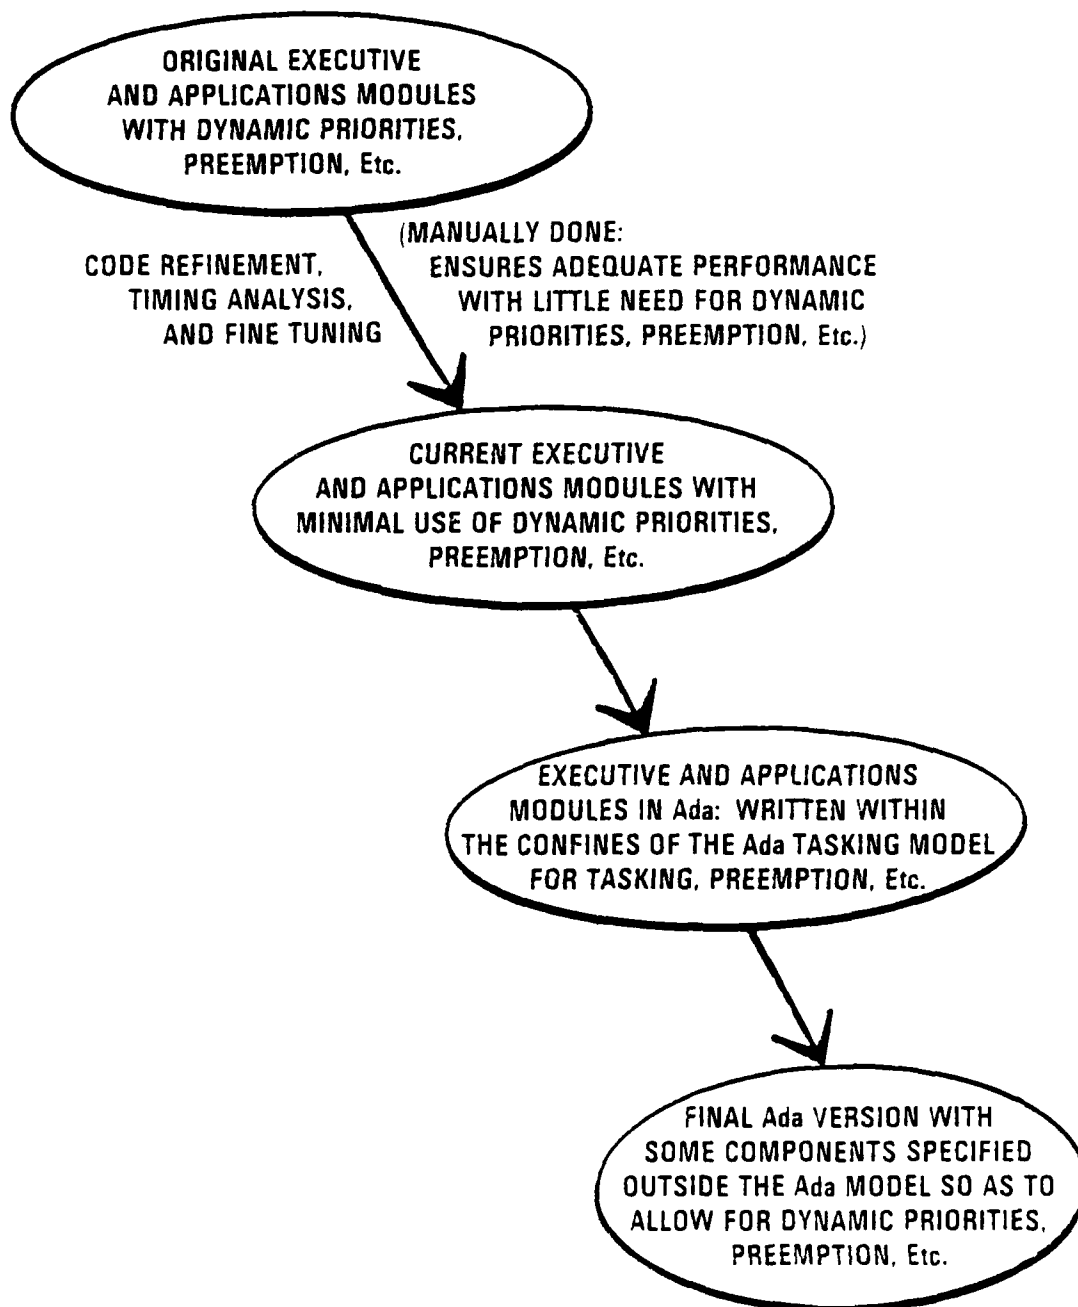 ORIGINAL EXECUTIVE
AND APPLICATIONS MODULES
WITH DYNAMIC PRIORITIES,
PREEMPTION, Etc.
CODE REFINEMENT,
TIMING ANALYSIS,
AND FINE TUNING
(MANUALLY DONE:
ENSURES ADEQUATE PERFORMANCE
WITH LITTLE NEED FOR DYNAMIC
PRIORITIES, PREEMPTION, Etc.)
CURRENT EXECUTIVE
AND APPLICATIONS MODULES WITH
MINIMAL USE OF DYNAMIC PRIORITIES,
PREEMPTION, Etc.
EXECUTIVE AND APPLICATIONS
MODULES IN Ada: WRITTEN WITHIN
THE CONFINES OF THE Ada TASKING MODEL
FOR TASKING, PREEMPTION, Etc.
FINAL Ada VERSION WITH
SOME COMPONENTS SPECIFIED
OUTSIDE THE Ada MODEL SO AS TO
ALLOW FOR DYNAMIC PRIORITIES,
PREEMPTION, Etc.